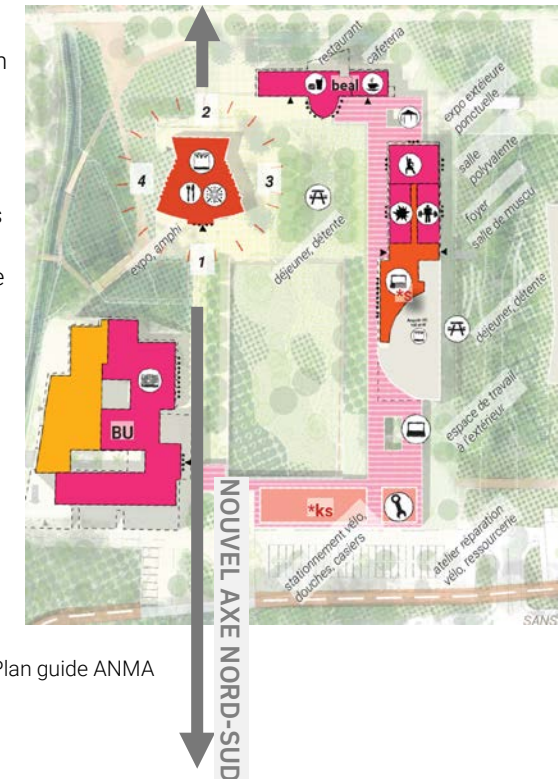 n
s
e
restaurant
cafeteria
beal
expo extérieure
ponctuelle
salle
polyvalente
foyer
salle de muscu
déjeuner, détente
espace de travail
à l'extérieur
2
4
3
1
expo, amphi
déjeuner, détente
*s
BU
*ks
stationnement vélo,
douches, casiers
atelier réparation
vélo, ressourcerie
SANS
NOUVEL AXE NORD-SUD
Plan guide ANMA